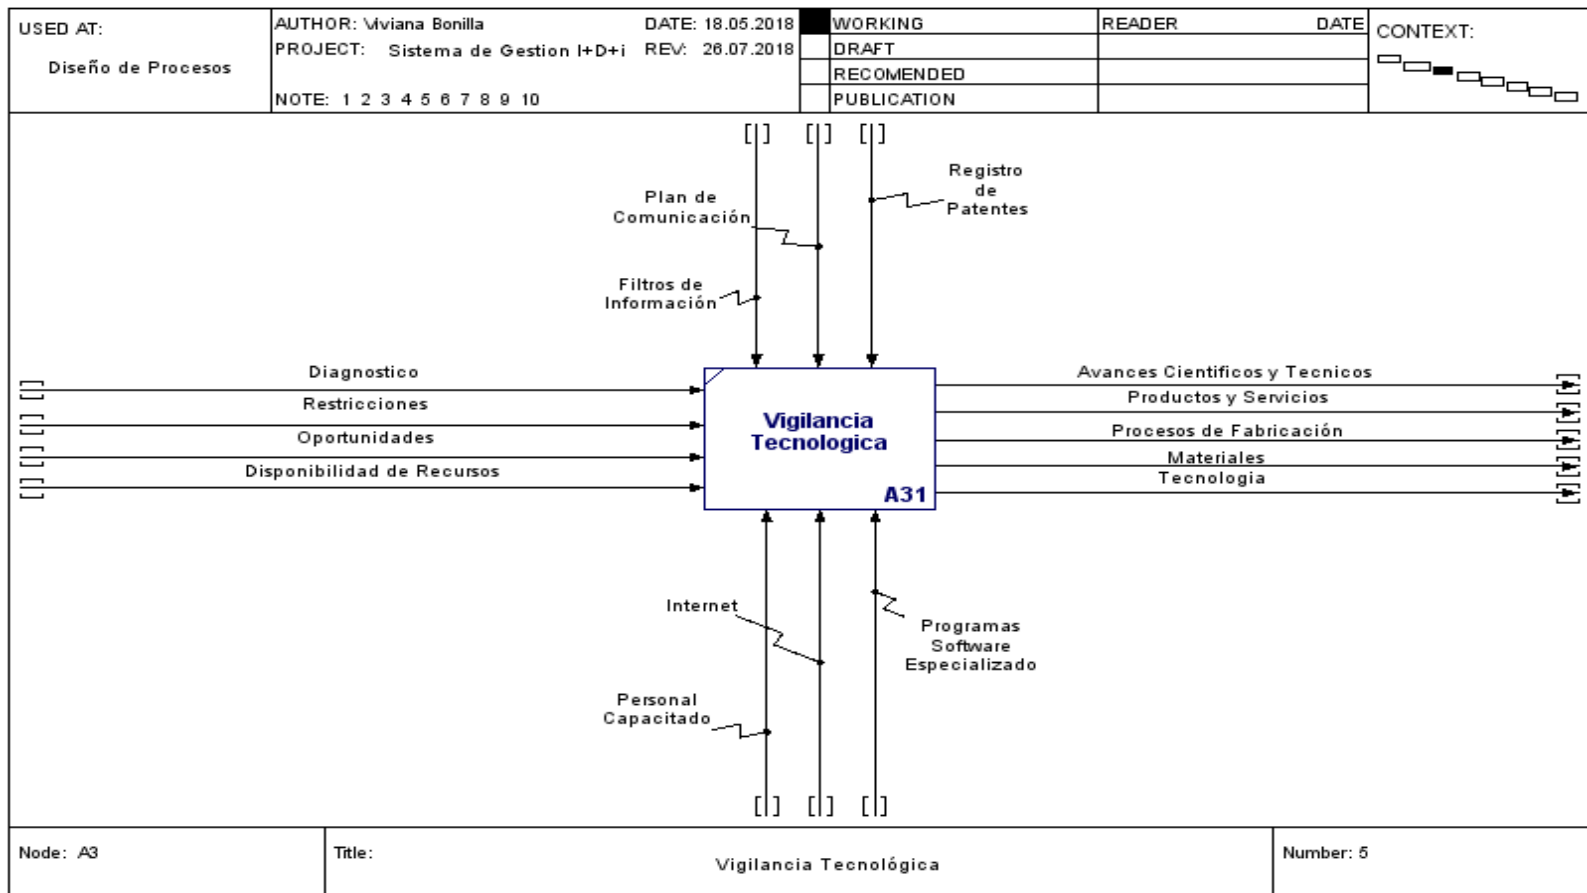 USED AT:
Diseño de Procesos
AUTHOR: Viviana Bonilla
DATE: 18.05.2018
PROJECT: Sistema de Gestion I+D+i
REV: 26.07.2018
NOTE: 1 2 3 4 5 6 7 8 9 10
WORKING
DRAFT
RECOMENDED
PUBLICATION
READER
DATE
CONTEXT:
Registro
de
Patentes
Plan de
Comunicación
Filtros de
Información
Diagnostico
Restricciones
Oportunidades
Disponibilidad de Recursos
Vigilancia
Tecnologica
A31
Avances Cientificos y Tecnicos
Productos y Servicios
Procesos de Fabricación
Materiales
Tecnologia
Internet
Programas
Software
Especializado
Personal
Capacitado
Node: A3
Title:
Vigilancia Tecnológica
Number: 5